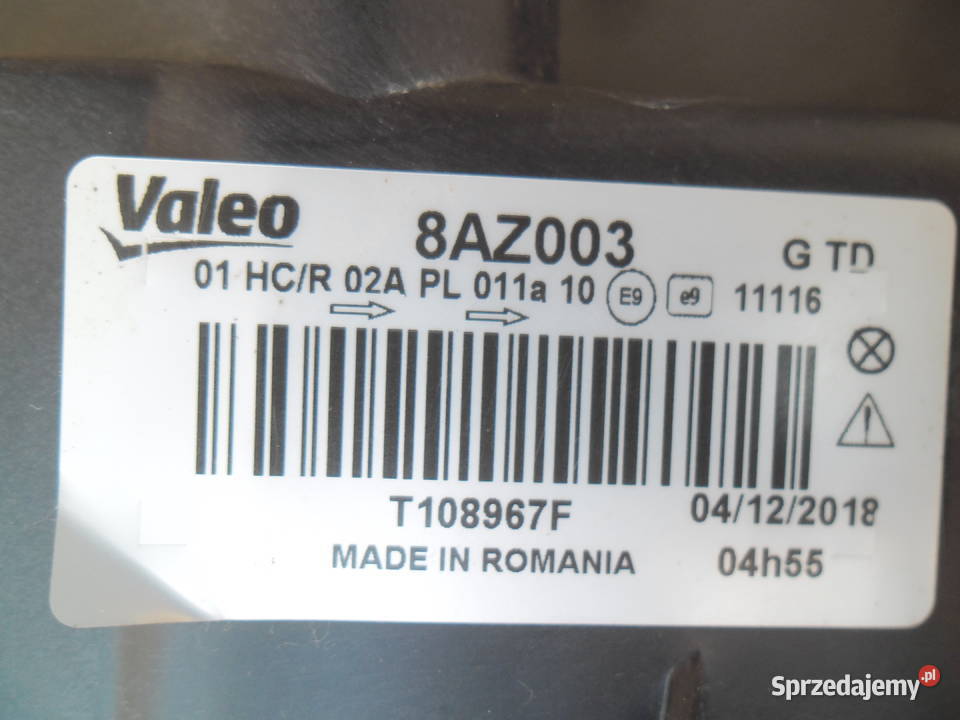 Valeo 8AZ003 G TD
01 HC/R 02A PL 011a 10 E9 e9 11116
T108967F 04/12/2018
MADE IN ROMANIA 04h55
Sprzedajemy.pl